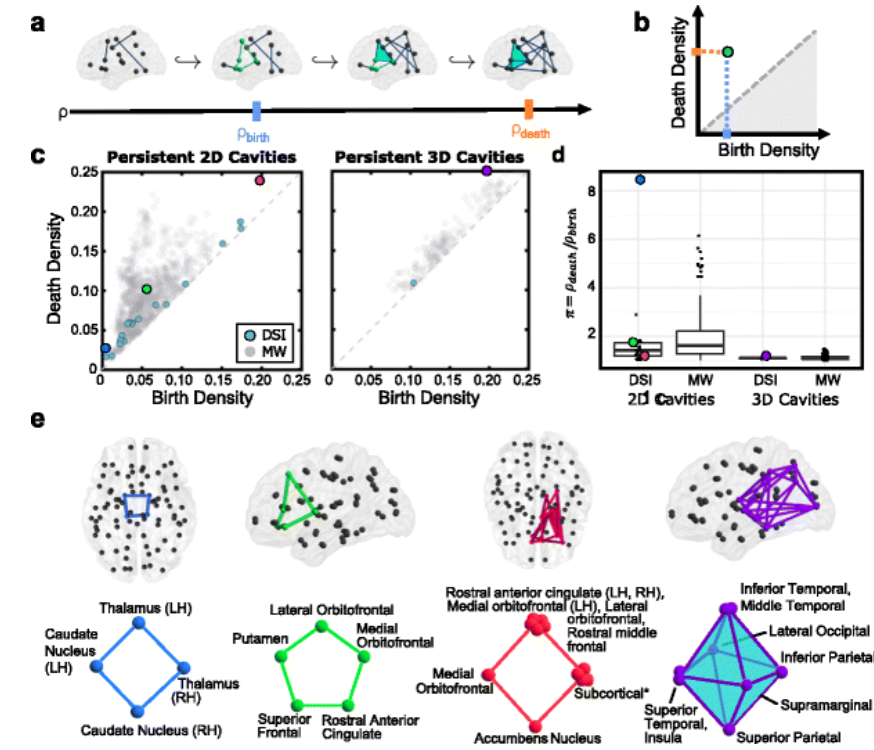 a
ρ
ρbirth
ρdeath
b
Death Density
Birth Density
c
Persistent 2D Cavities
Persistent 3D Cavities
0.25
0.20
0.15
0.10
0.05
0
Death Density
DSI
MW
0 0.05 0.10 0.15 0.20 0.25
Birth Density
0 0.05 0.10 0.15 0.20 0.25
Birth Density
d
π = ρdeath/ρbirth
8
6
4
2
DSI MW DSI MW
2D Cavities 3D Cavities
e
Thalamus (LH)
Caudate
Nucleus
(LH)
Thalamus
(RH)
Caudate Nucleus (RH)
Lateral Orbitofrontal
Putamen
Medial
Orbitofrontal
Superior
Frontal
Rostral Anterior
Cingulate
Rostral anterior cingulate (LH, RH),
Medial orbitofrontal (LH), Lateral
orbitofrontal,
Rostral middle
frontal
Medial
Orbitofrontal
Subcortical*
Accumbens Nucleus
Inferior Temporal,
Middle Temporal
Lateral Occipital
Inferior Parietal
Supramarginal
Superior
Temporal,
Insula
Superior Parietal